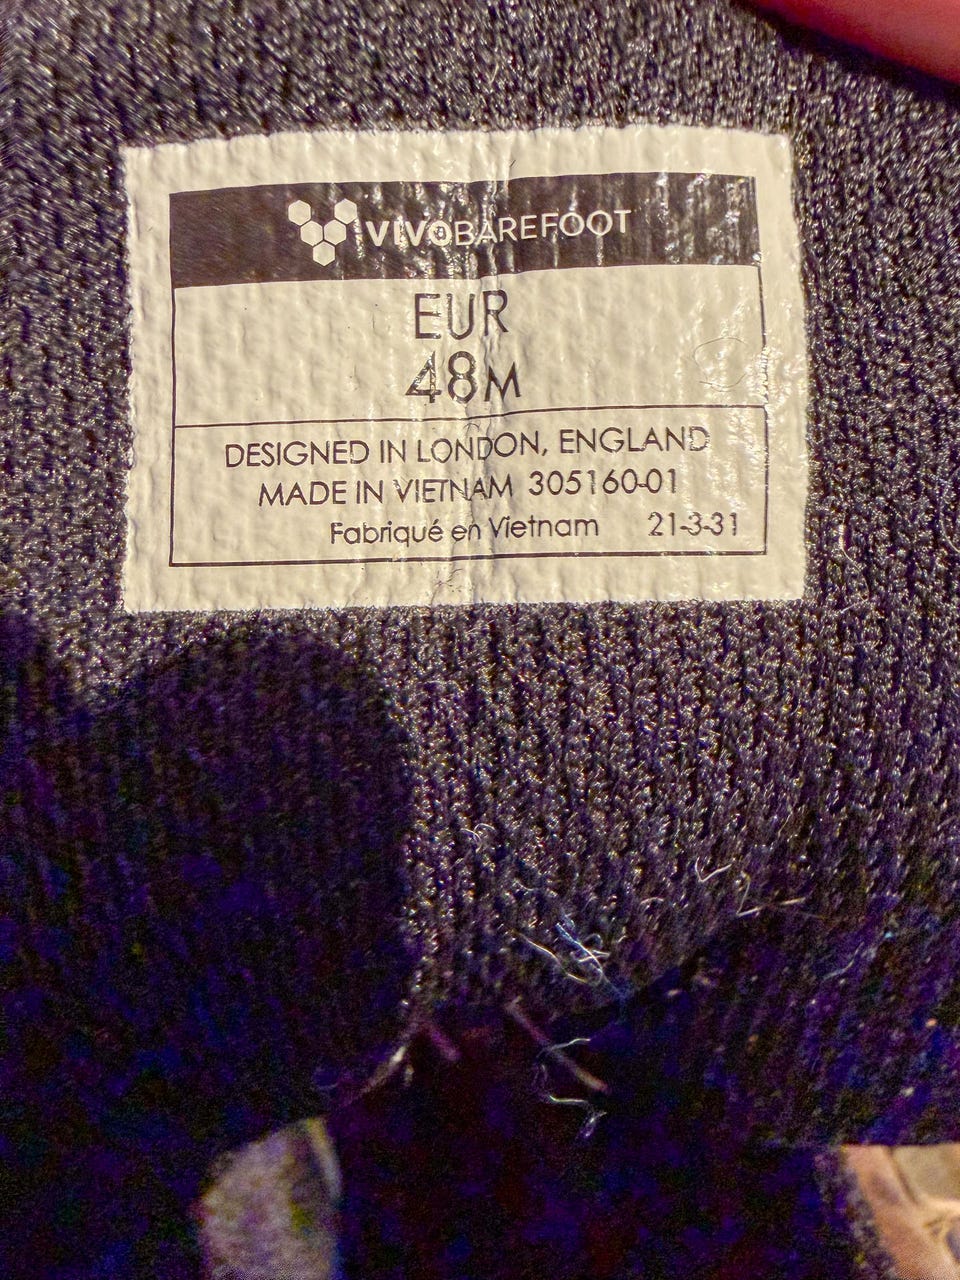 VIVOBAREFOOT
EUR
48M
DESIGNED IN LONDON, ENGLAND
MADE IN VIETNAM 305160-01
Fabriqué en Vietnam 21-3-31